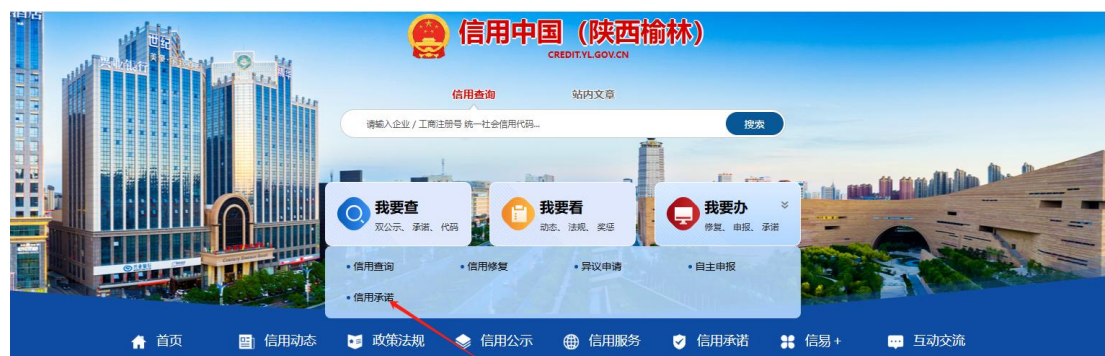 信用中国（陕西榆林）
CREDIT.YL.GOV.CN
信用查询 站内文章
请输入企业 / 工商注册号 统一社会信用代码... 搜索
我要查 我要看 我要办
双公示、承诺、代码 动态、法规、奖惩 修复、申报、承诺
• 信用查询 • 信用修复 • 异议申请 • 自主申报
• 信用承诺
首页 信用动态 政策法规 信用公示 信用服务 信用承诺 信易+ 互动交流